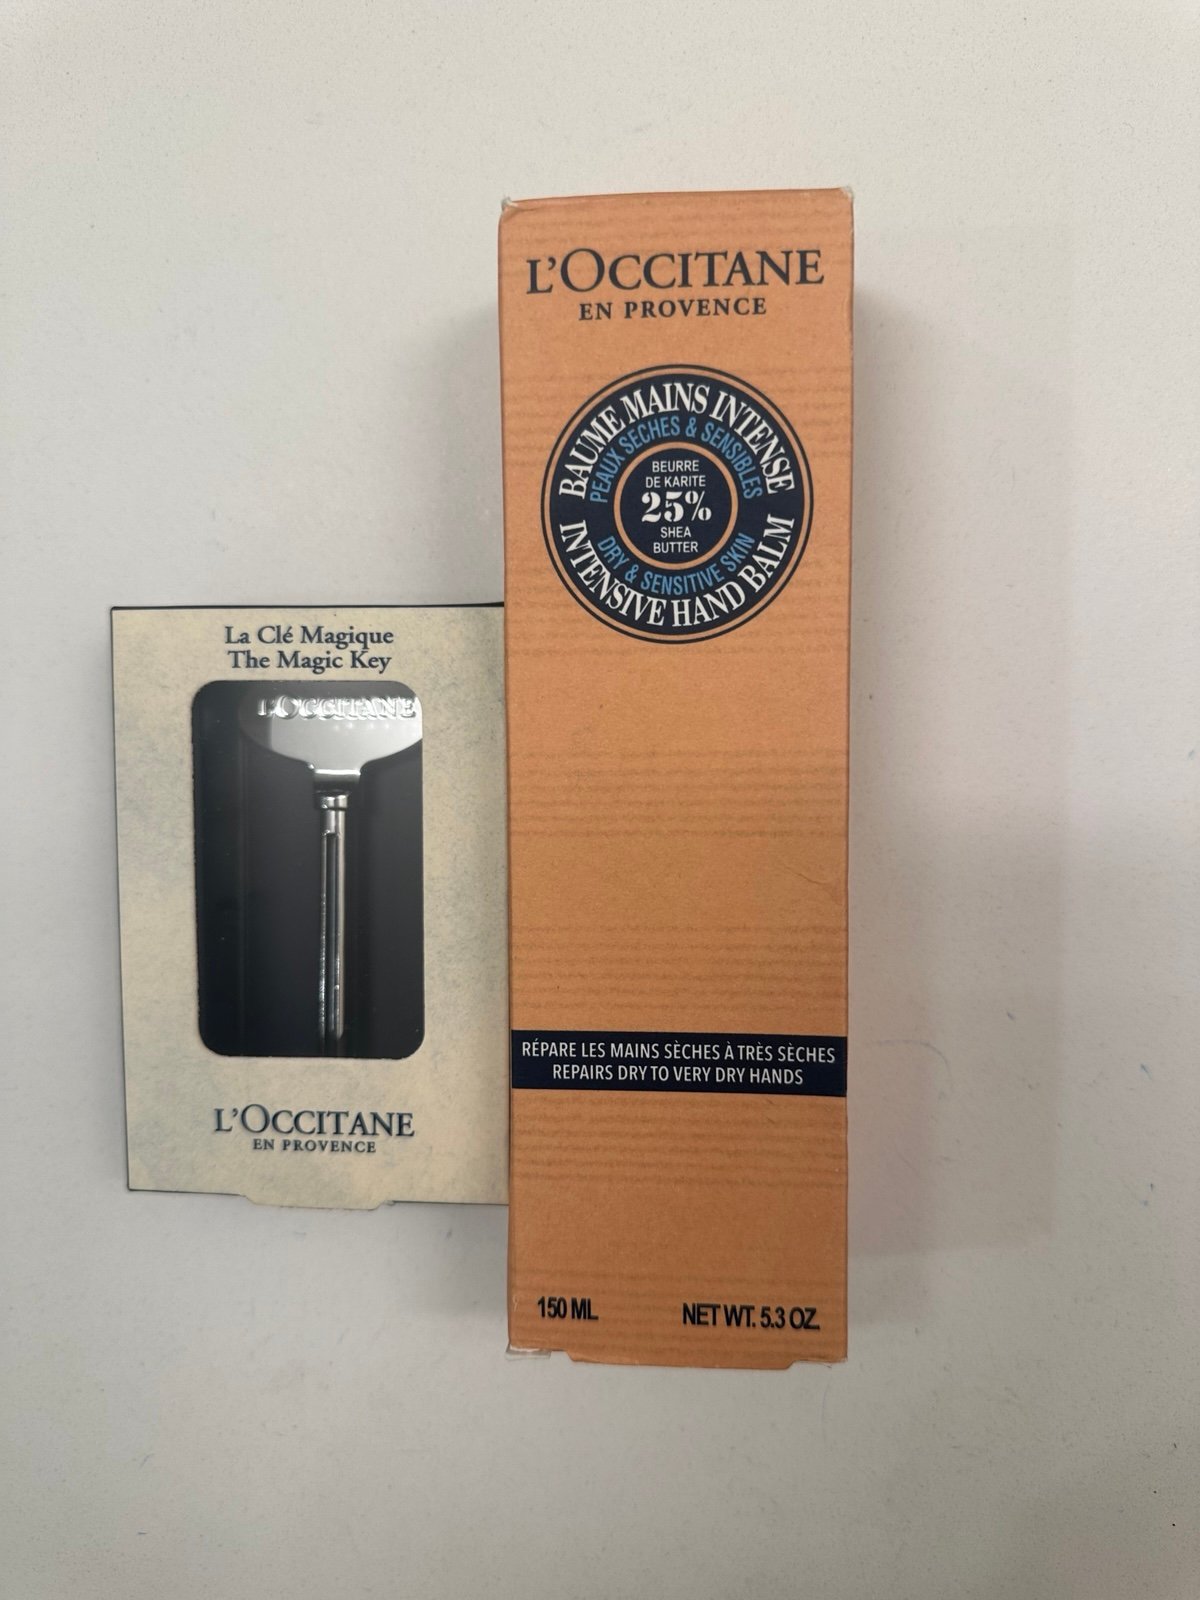 La Clé Magique
The Magic Key
L'OCCITANE
L'OCCITANE
EN PROVENCE
L'OCCITANE
EN PROVENCE
BAUME MAINS INTENSE
PEAUX SECHES & SENSIBLES
BEURRE
DE KARITE
25%
SHEA
BUTTER
DRY & SENSITIVE SKIN
INTENSIVE HAND BALM
RÉPARE LES MAINS SÈCHES À TRÈS SÈCHES
REPAIRS DRY TO VERY DRY HANDS
150 ML
NET WT. 5.3 OZ.